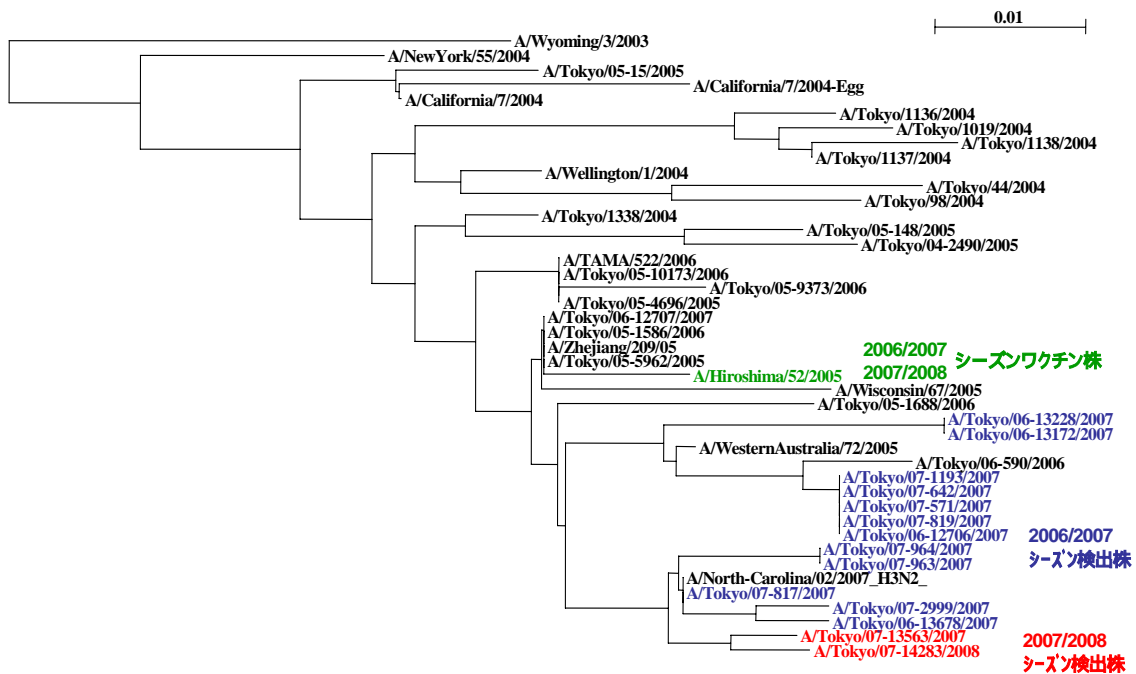 0.01
A/Wyoming/3/2003
A/NewYork/55/2004
A/Tokyo/05-15/2005
A/California/7/2004-Egg
A/California/7/2004
A/Tokyo/1136/2004
A/Tokyo/1019/2004
A/Tokyo/1138/2004
A/Tokyo/1137/2004
A/Wellington/1/2004
A/Tokyo/44/2004
A/Tokyo/98/2004
A/Tokyo/1338/2004
A/Tokyo/05-148/2005
A/Tokyo/04-2490/2005
A/TAMA/522/2006
A/Tokyo/05-10173/2006
A/Tokyo/05-9373/2006
A/Tokyo/05-4696/2005
A/Tokyo/06-12707/2007
A/Tokyo/05-1586/2006
A/Zhejiang/209/05
A/Tokyo/05-5962/2005
A/Hiroshima/52/2005
2006/2007
2007/2008
シーズンワクチン株
A/Wisconsin/67/2005
A/Tokyo/05-1688/2006
A/Tokyo/06-13228/2007
A/Tokyo/06-13172/2007
A/WesternAustralia/72/2005
A/Tokyo/06-590/2006
A/Tokyo/07-1193/2007
A/Tokyo/07-642/2007
A/Tokyo/07-571/2007
A/Tokyo/07-819/2007
A/Tokyo/06-12706/2007
2006/2007
シーズン検出株
A/Tokyo/07-964/2007
A/Tokyo/07-963/2007
A/North-Carolina/02/2007_H3N2_
A/Tokyo/07-817/2007
A/Tokyo/07-2999/2007
A/Tokyo/06-13678/2007
A/Tokyo/07-13563/2007
A/Tokyo/07-14283/2008
2007/2008
シーズン検出株